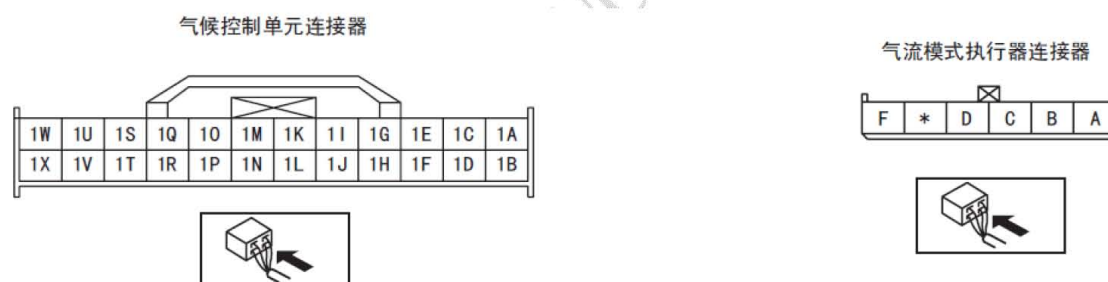 气候控制单元连接器
气流模式执行器连接器
1W 1U 1S 1Q 1O 1M 1K 1I 1G 1E 1C 1A
1X 1V 1T 1R 1P 1N 1L 1J 1H 1F 1D 1B
F * D C B A